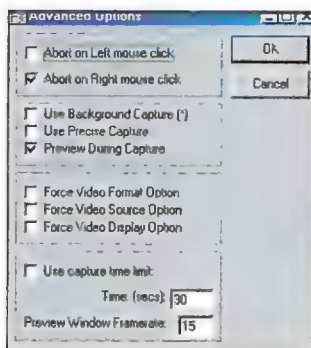 Advanced Options
Abort on Left mouse click
Ok
Abort on Right mouse click
Cancel
Use Background Capture (*)
Use Precise Capture
Preview During Capture
Force Video Format Option
Force Video Source Option
Force Video Display Option
Use capture time limit
Time: (secs): 30
Preview Window Framerate: 15